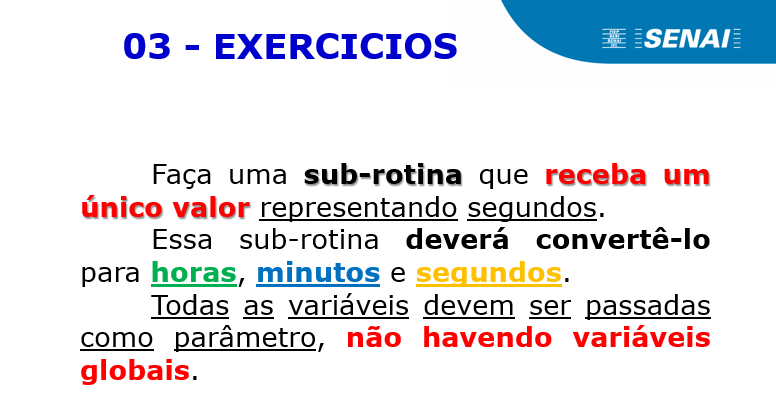 03 - EXERCICIOS
SENAI
Faça uma sub-rotina que receba um
único valor representando segundos.
Essa sub-rotina deverá convertê-lo
para horas, minutos e segundos.
Todas as variáveis devem ser passadas
como parâmetro, não havendo variáveis
globais.